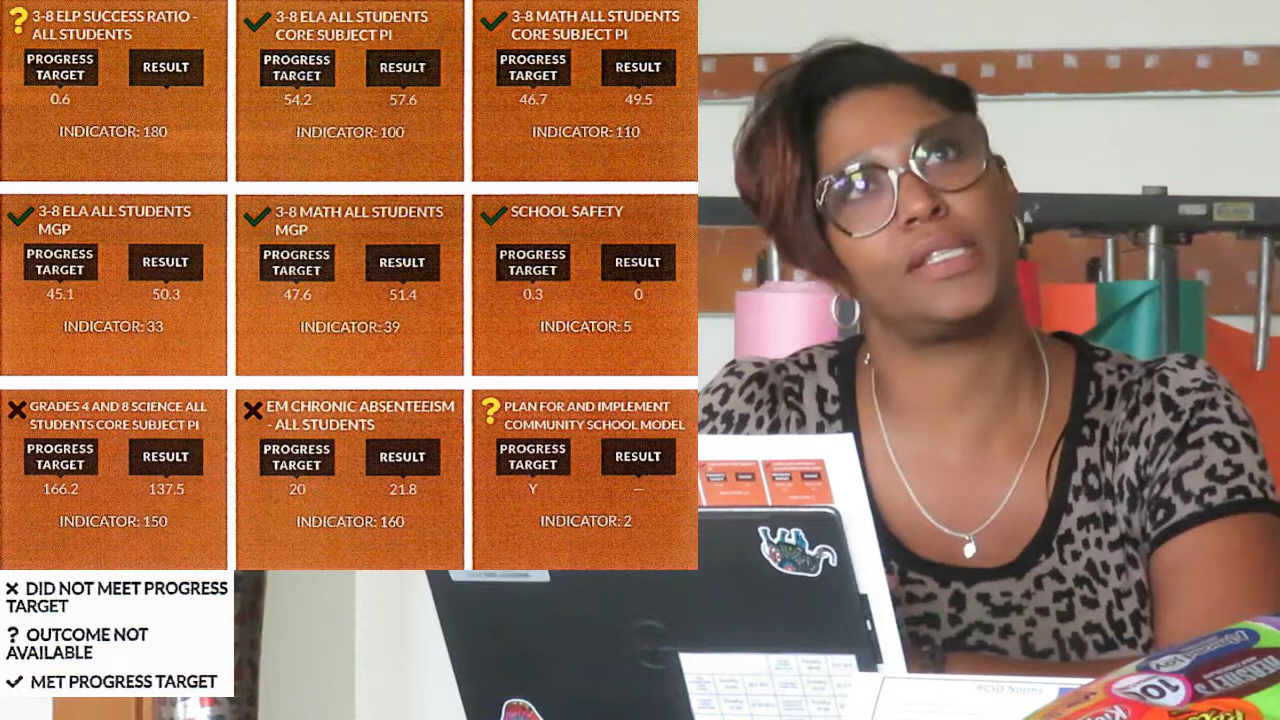 3-8 ELP SUCCESS RATIO -
ALL STUDENTS
PROGRESS
TARGET
RESULT
0.6
INDICATOR: 180
3-8 ELA ALL STUDENTS
CORE SUBJECT PI
PROGRESS
TARGET
RESULT
54.2
57.6
INDICATOR: 100
3-8 MATH ALL STUDENTS
CORE SUBJECT PI
PROGRESS
TARGET
RESULT
46.7
49.5
INDICATOR: 110
3-8 ELA ALL STUDENTS
MGP
PROGRESS
TARGET
RESULT
45.1
50.3
INDICATOR: 33
3-8 MATH ALL STUDENTS
MGP
PROGRESS
TARGET
RESULT
47.6
51.4
INDICATOR: 39
SCHOOL SAFETY
PROGRESS
TARGET
RESULT
0.3
0
INDICATOR: 5
GRADES 4 AND 8 SCIENCE ALL
STUDENTS CORE SUBJECT PI
PROGRESS
TARGET
RESULT
166.2
137.5
INDICATOR: 150
EM CHRONIC ABSENTEEISM
- ALL STUDENTS
PROGRESS
TARGET
RESULT
20
21.8
INDICATOR: 160
PLAN FOR AND IMPLEMENT
COMMUNITY SCHOOL MODEL
PROGRESS
TARGET
RESULT
Y
—
INDICATOR: 2
DID NOT MEET PROGRESS
TARGET
? OUTCOME NOT
AVAILABLE
MET PROGRESS TARGET
RCSD Norms
10